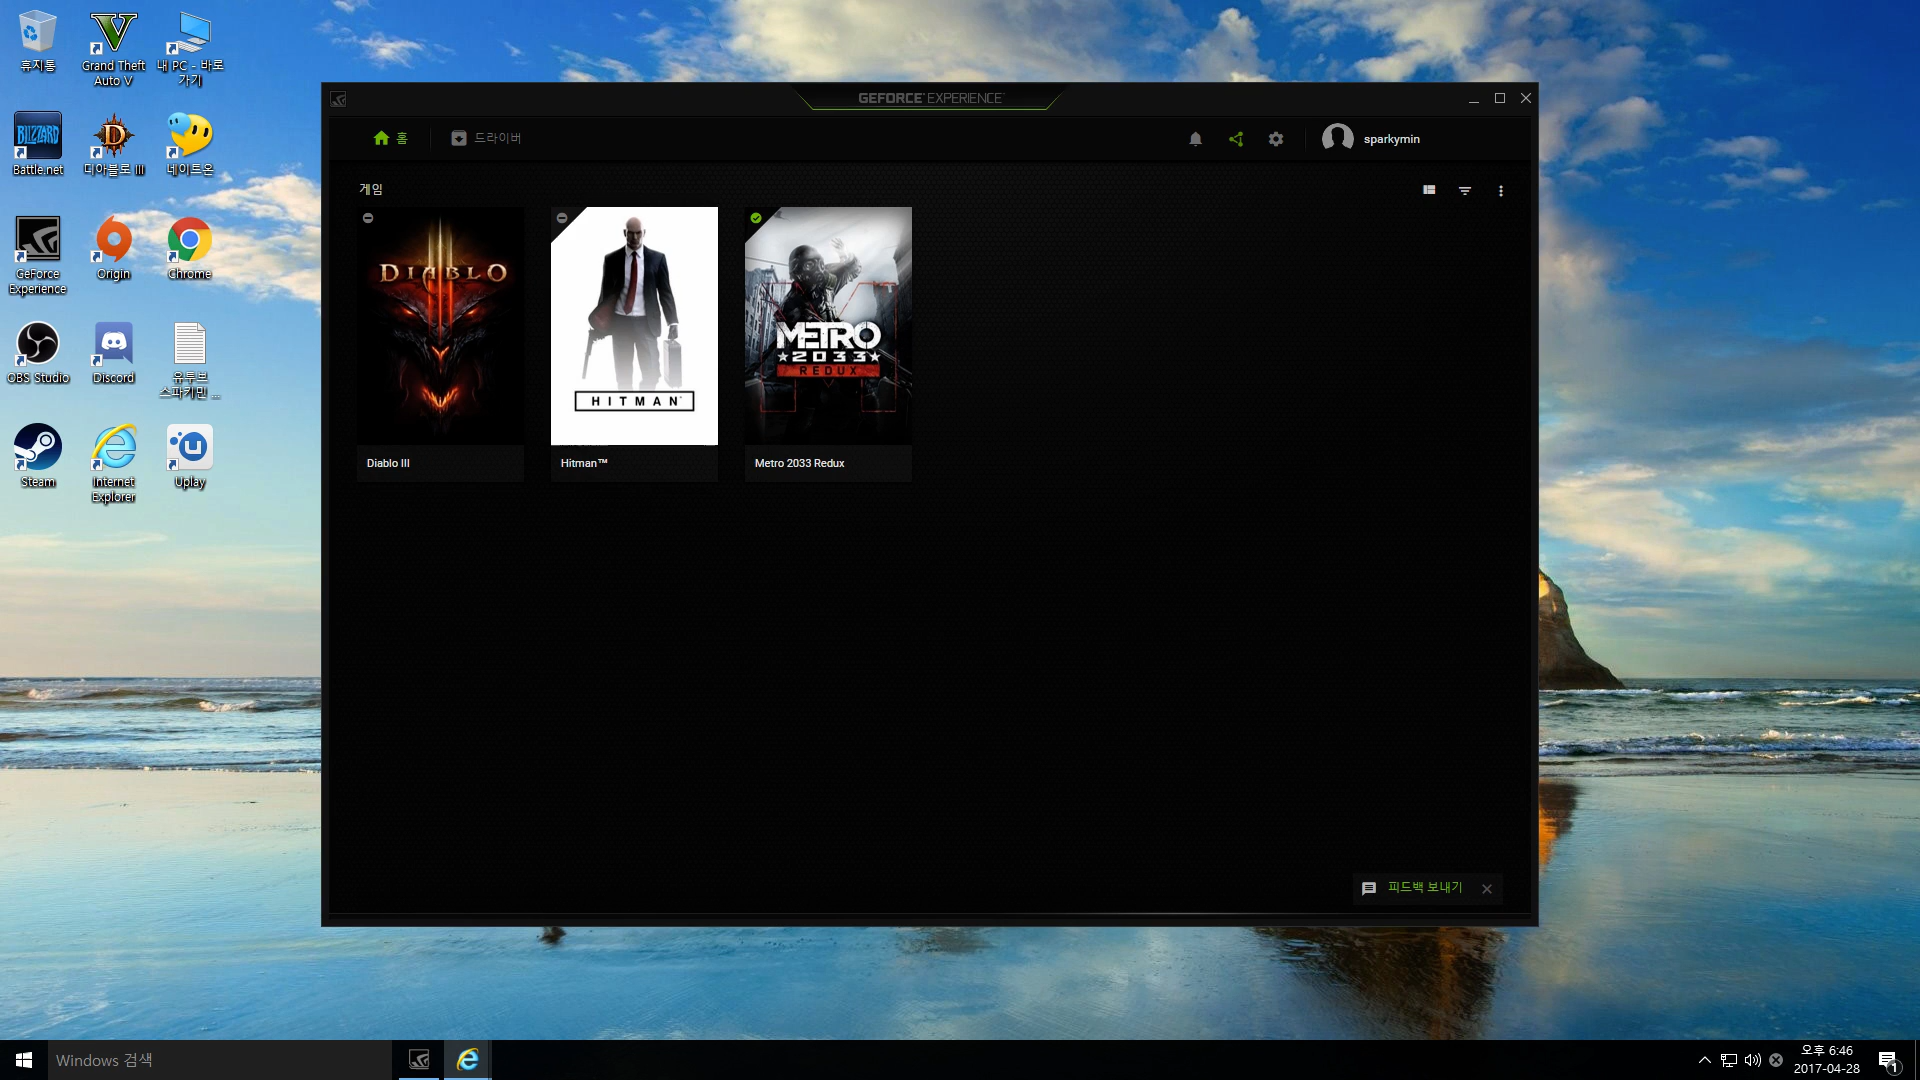 휴지통
Grand Theft
Auto V
내 PC - 바로
가기
BLIZZARD
Battle.net
디아블로 III
네이트온
GeForce
Experience
Origin
Chrome
OBS Studio
Discord
유투브
스파키민 ...
Steam
Internet
Explorer
Uplay
GEFORCE EXPERIENCE
홈
드라이버
sparkymin
게임
DIABLO
III
HITMAN
METRO
2033
REDUX
Diablo III
Hitman™
Metro 2033 Redux
피드백 보내기
Windows 검색
오후 6:46
2017-04-28
1